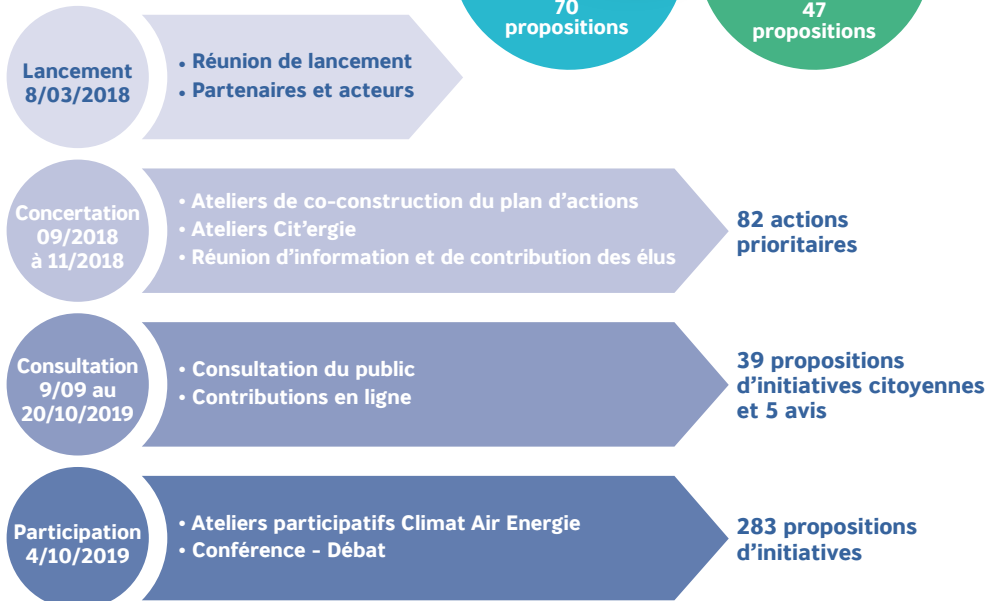 70
propositions
47
propositions
Lancement
8/03/2018
• Réunion de lancement
• Partenaires et acteurs
Concertation
09/2018
à 11/2018
• Ateliers de co-construction du plan d'actions
• Ateliers Cit'ergie
• Réunion d'information et de contribution des élus
82 actions
prioritaires
Consultation
9/09 au
20/10/2019
• Consultation du public
• Contributions en ligne
39 propositions
d'initiatives citoyennes
et 5 avis
Participation
4/10/2019
• Ateliers participatifs Climat Air Energie
• Conférence - Débat
283 propositions
d'initiatives